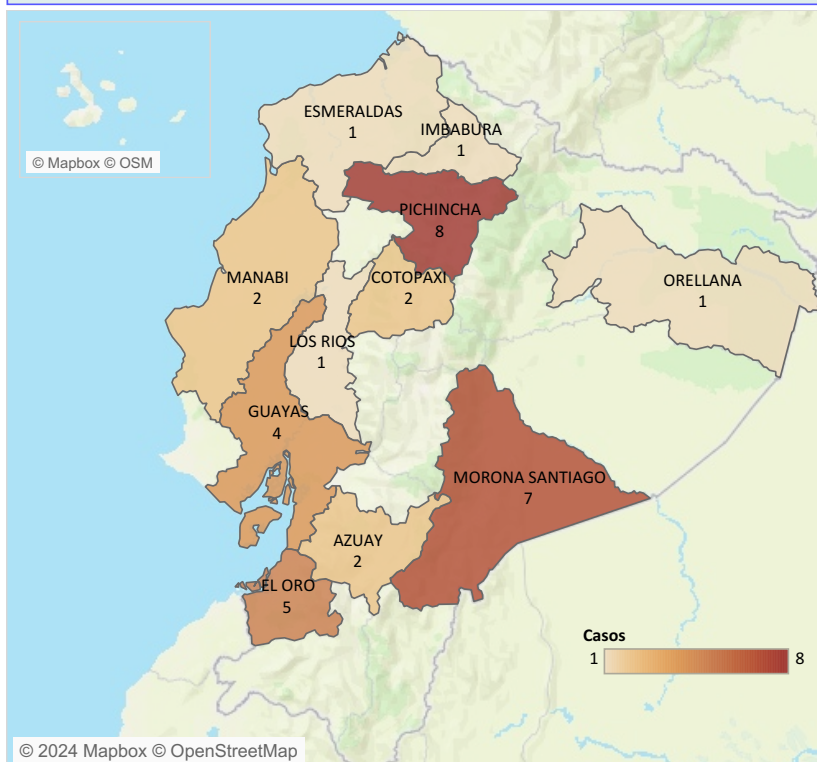 ESMERALDAS
1
IMBABURA
1
© Mapbox © OSM
PICHINCHA
8
MANABI
2
COTOPAXI
2
ORELLANA
1
LOS RIOS
1
GUAYAS
4
MORONA SANTIAGO
7
AZUAY
2
EL ORO
5
Casos
1 8
© 2024 Mapbox © OpenStreetMap